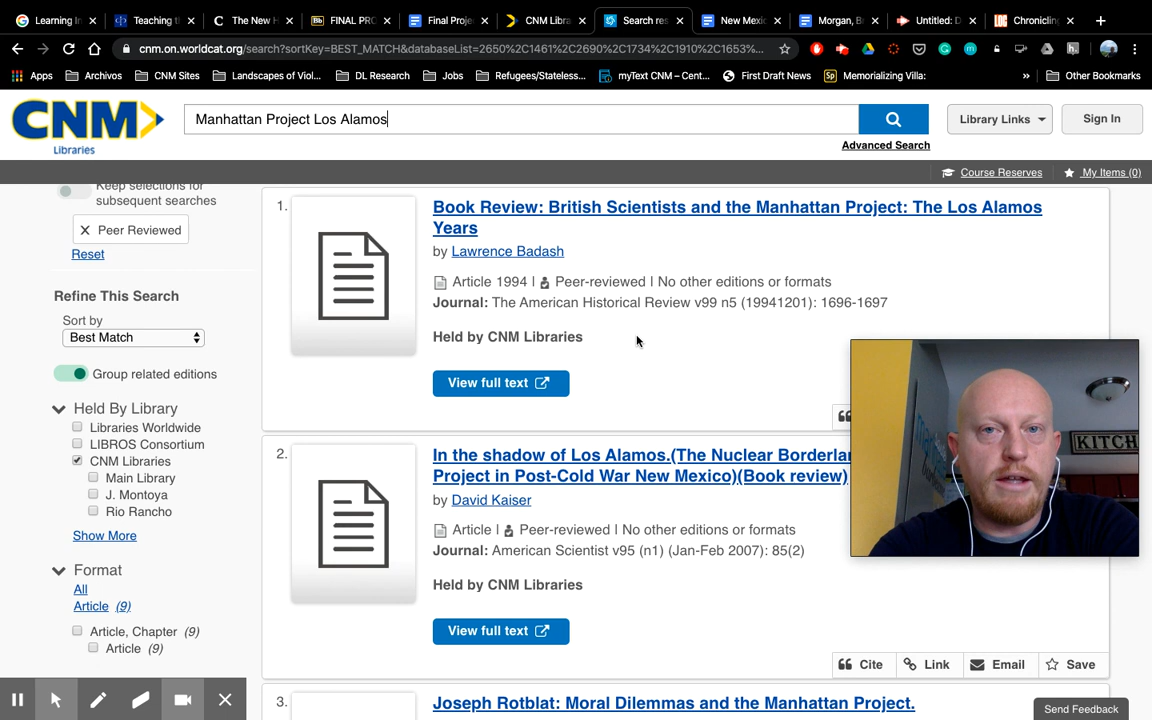 Learning In
Teaching t
The New H
FINAL PRO
Final Proje
CNM Libra
Search res
New Mexic
Morgan, B
Untitled: D
Chroniclin
cnm.on.worldcat.org/search?sortKey=BEST_MATCH&databaseList=2650%2C1461%2C2690%2C1734%2C1910%2C1653%...
Apps
Archivos
CNM Sites
Landscapes of Viol...
DL Research
Jobs
Refugees/Stateless...
myText CNM – Cent...
First Draft News
Memorializing Villa:
»
Other Bookmarks
CNM
Libraries
Manhattan Project Los Alamos
Library Links
Sign In
Advanced Search
Course Reserves
My Items (0)
Keep selections for
subsequent searches
X Peer Reviewed
Reset
Refine This Search
Sort by
Best Match
Group related editions
Held By Library
Libraries Worldwide
LIBROS Consortium
CNM Libraries
Main Library
J. Montoya
Rio Rancho
Show More
Format
All
Article (9)
Article, Chapter (9)
Article (9)
1.
Book Review: British Scientists and the Manhattan Project: The Los Alamos
Years
by Lawrence Badash
Article 1994 | Peer-reviewed | No other editions or formats
Journal: The American Historical Review v99 n5 (19941201): 1696-1697
Held by CNM Libraries
View full text
2.
In the shadow of Los Alamos.(The Nuclear Borderlan
Project in Post-Cold War New Mexico)(Book review)
by David Kaiser
Article | Peer-reviewed | No other editions or formats
Journal: American Scientist v95 (n1) (Jan-Feb 2007): 85(2)
Held by CNM Libraries
View full text
Cite
Link
Email
Save
3.
Joseph Rotblat: Moral Dilemmas and the Manhattan Project.
KITCH
Send Feedback